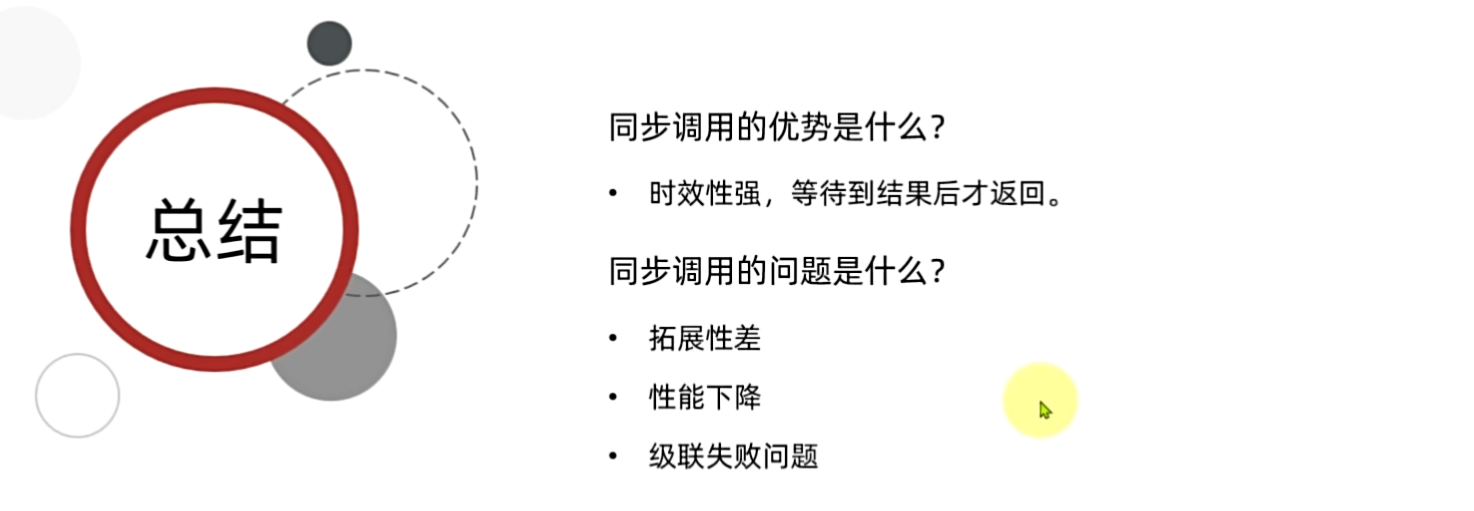 总结
同步调用的优势是什么？
• 时效性强，等待到结果后才返回。
同步调用的问题是什么？
• 拓展性差
• 性能下降
• 级联失败问题